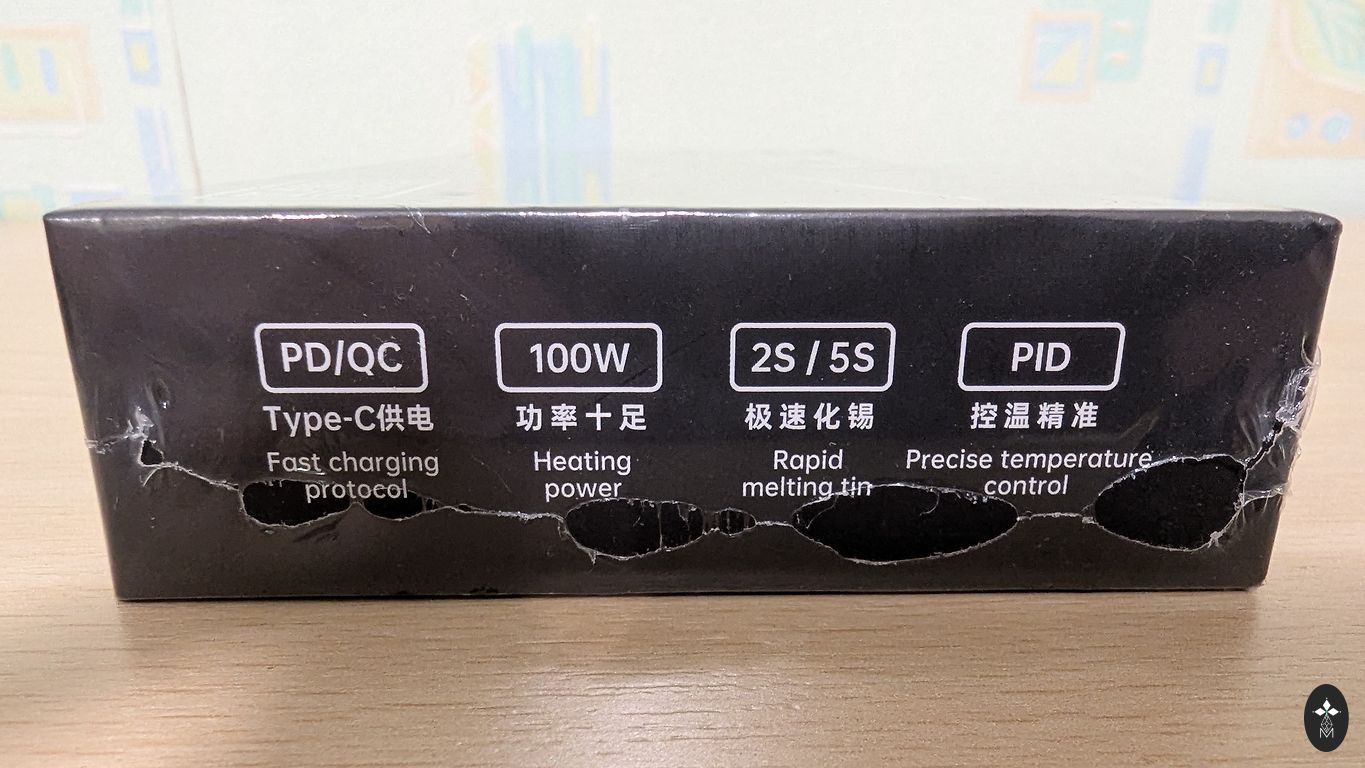 PD/QC
Type-C供电
Fast charging
protocol
100W
功率十足
Heating
power
2S / 5S
极速化锡
Rapid
melting tin
PID
控温精准
Precise temperature
control
M